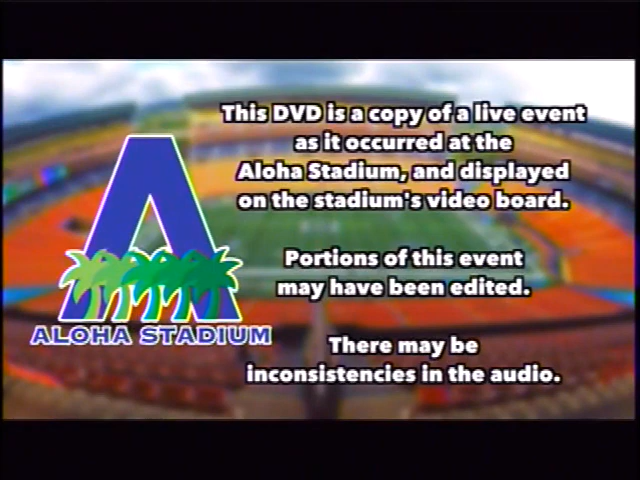 This DVD is a copy of a live event
as it occurred at the
Aloha Stadium, and displayed
on the stadium's video board.
Portions of this event
may have been edited.
There may be
inconsistencies in the audio.
A
ALOHA STADIUM